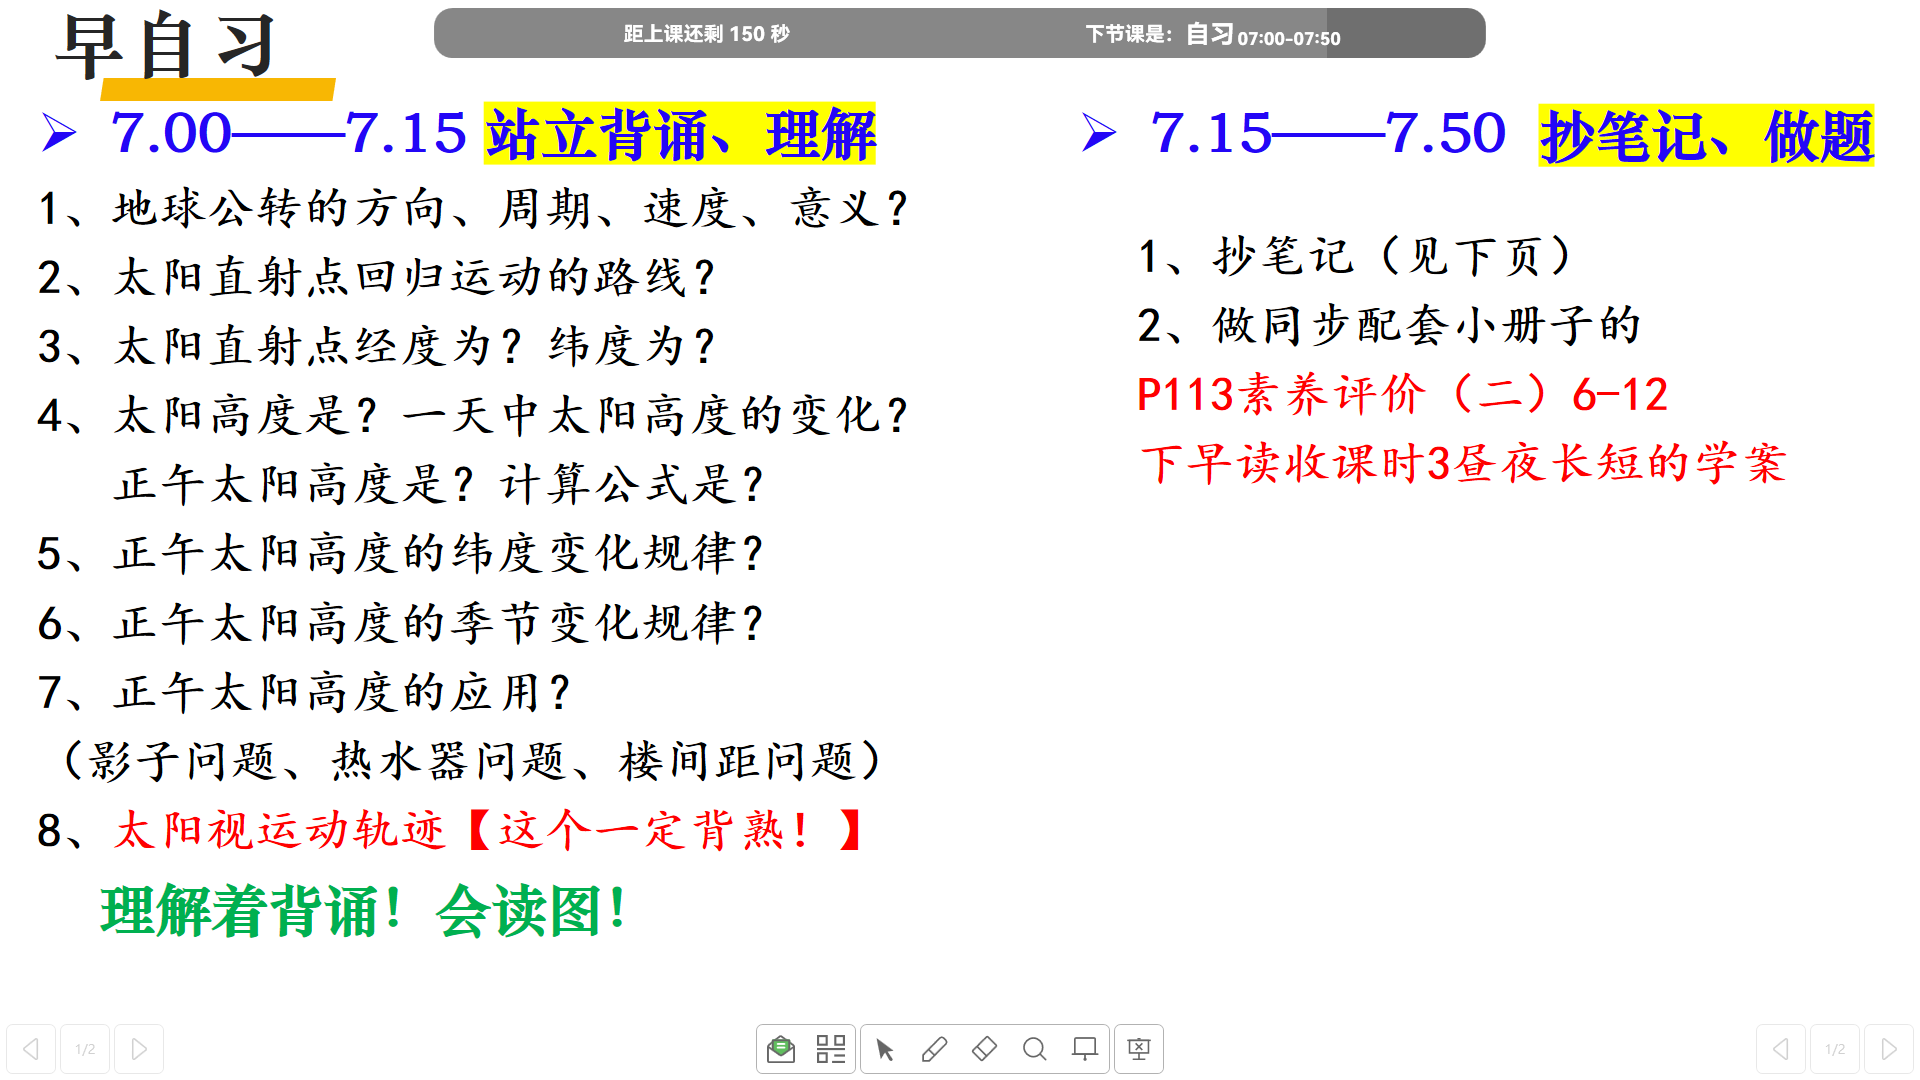 早自习
距上课还剩 150 秒
下节课是：自习 07:00-07:50
7.00——7.15 站立背诵、理解
1、地球公转的方向、周期、速度、意义？
2、太阳直射点回归运动的路线？
3、太阳直射点经度为？纬度为？
4、太阳高度是？一天中太阳高度的变化？
正午太阳高度是？计算公式是？
5、正午太阳高度的纬度变化规律？
6、正午太阳高度的季节变化规律？
7、正午太阳高度的应用？
（影子问题、热水器问题、楼间距问题）
8、太阳视运动轨迹【这个一定背熟！】
理解着背诵！会读图！
7.15——7.50 抄笔记、做题
1、抄笔记（见下页）
2、做同步配套小册子的
P113素养评价（二）6-12
下早读收课时3昼夜长短的学案
1/2
1/2